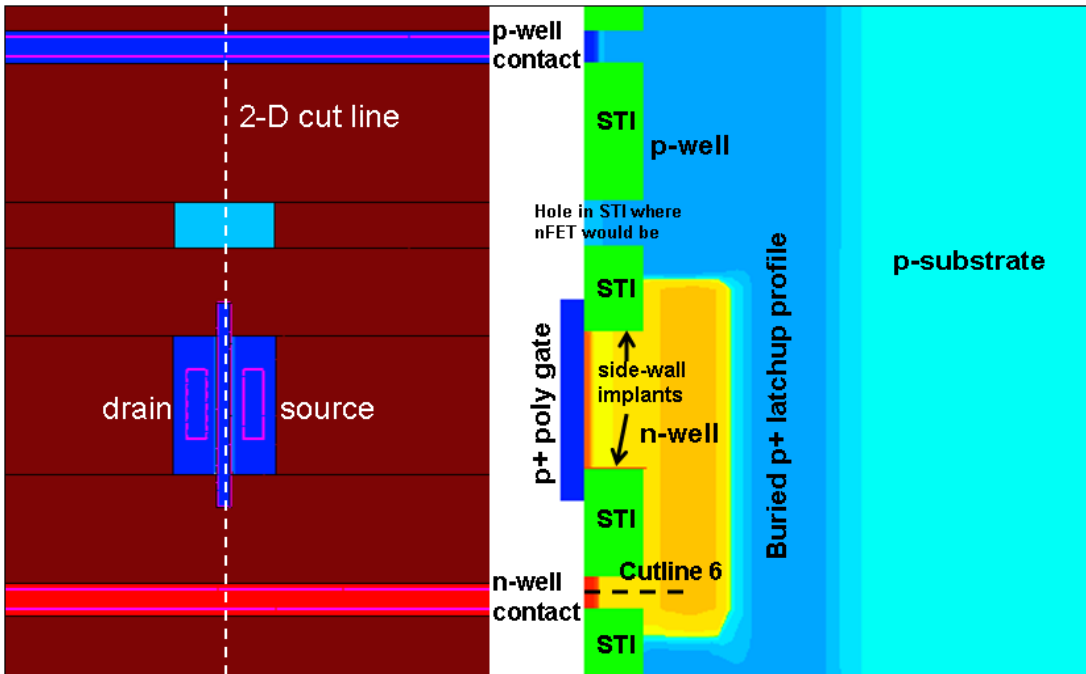 p-well
contact
2-D cut line
STI
p-well
Hole in STI where
nFET would be
STI
p-substrate
Buried p+ latchup profile
p+ poly gate
side-wall
implants
drain
source
n-well
STI
Cutline 6
n-well
contact
STI